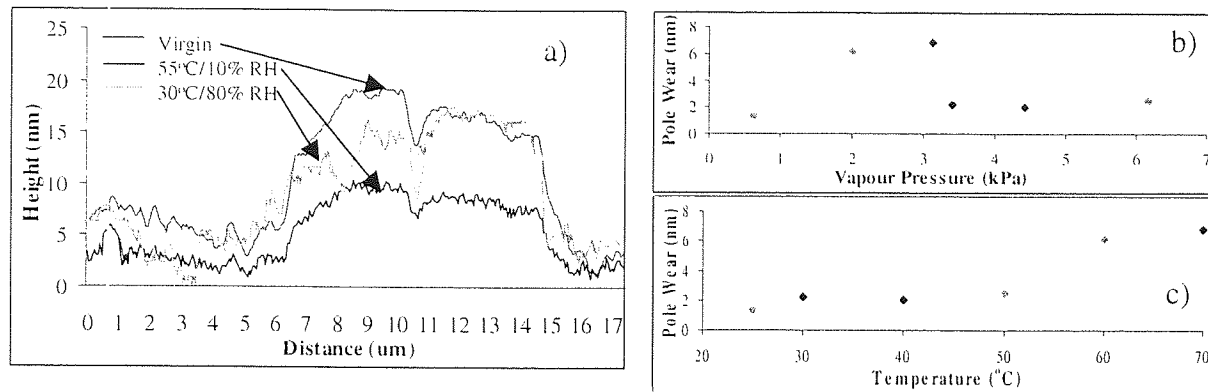 a)
25
20
15
10
5
0
Height (nm)
Virgin
55°C/10% RH
30°C/80% RH
0 1 2 3 4 5 6 7 8 9 10 11 12 13 14 15 16 17
Distance (um)
b)
8
6
4
2
0
Pole Wear (nm)
0 1 2 3 4 5 6 7
Vapour Pressure (kPa)
c)
8
6
4
2
0
Pole Wear (nm)
20 30 40 50 60 70
Temperature (°C)